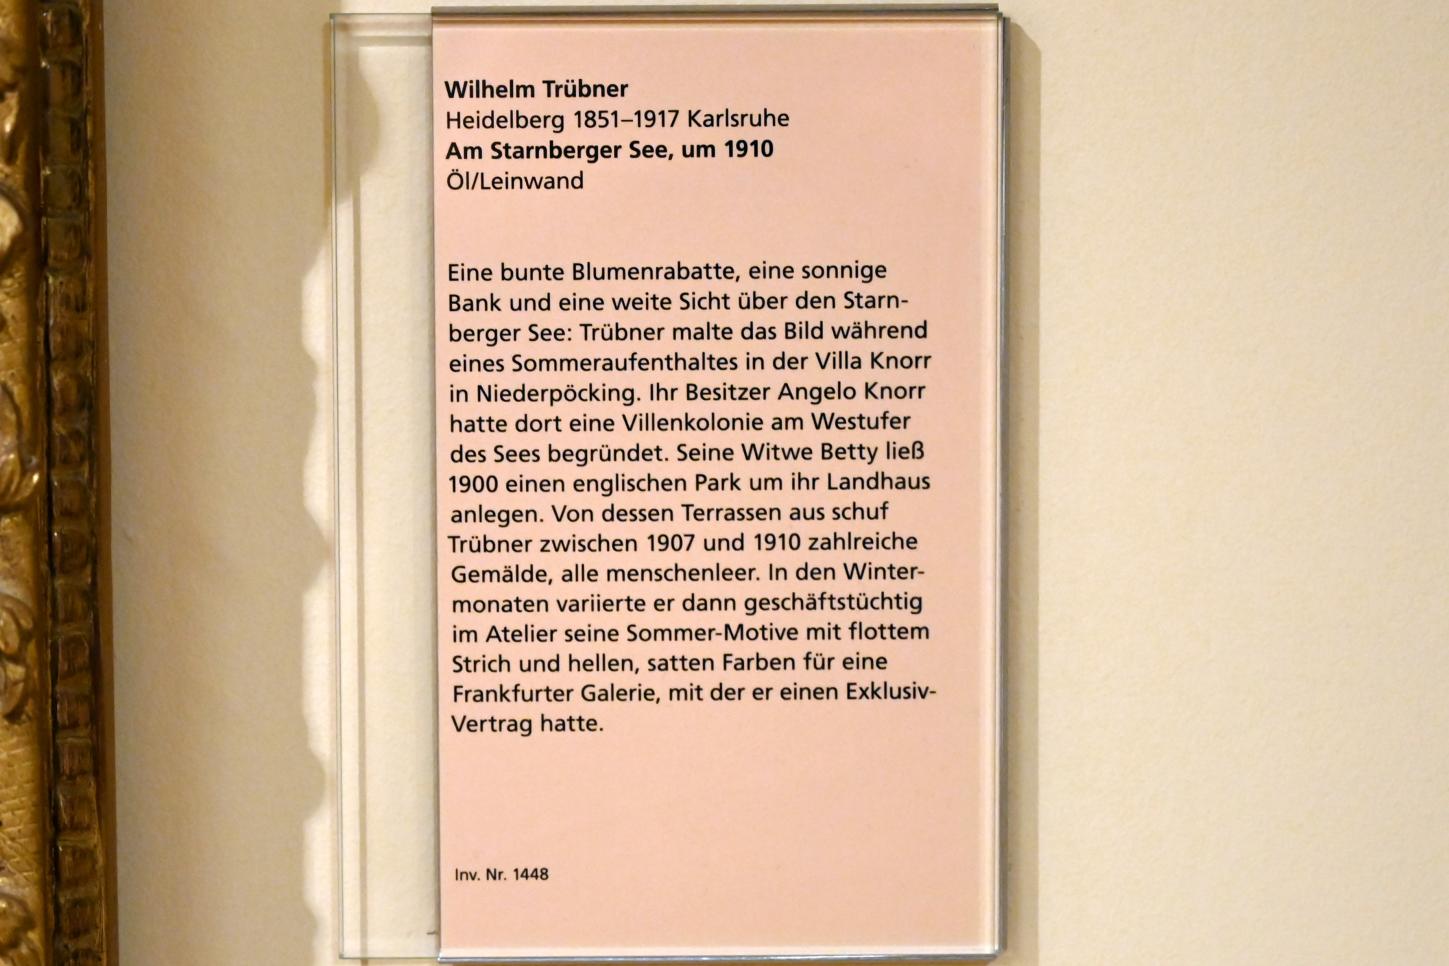 Wilhelm Trübner
Heidelberg 1851–1917 Karlsruhe
Am Starnberger See, um 1910
Öl/Leinwand
Eine bunte Blumenrabatte, eine sonnige
Bank und eine weite Sicht über den Starn-
berger See: Trübner malte das Bild während
eines Sommeraufenthaltes in der Villa Knorr
in Niederpöcking. Ihr Besitzer Angelo Knorr
hatte dort eine Villenkolonie am Westufer
des Sees begründet. Seine Witwe Betty ließ
1900 einen englischen Park um ihr Landhaus
anlegen. Von dessen Terrassen aus schuf
Trübner zwischen 1907 und 1910 zahlreiche
Gemälde, alle menschenleer. In den Winter-
monaten variierte er dann geschäftstüchtig
im Atelier seine Sommer-Motive mit flottem
Strich und hellen, satten Farben für eine
Frankfurter Galerie, mit der er einen Exklusiv-
Vertrag hatte.
Inv. Nr. 1448